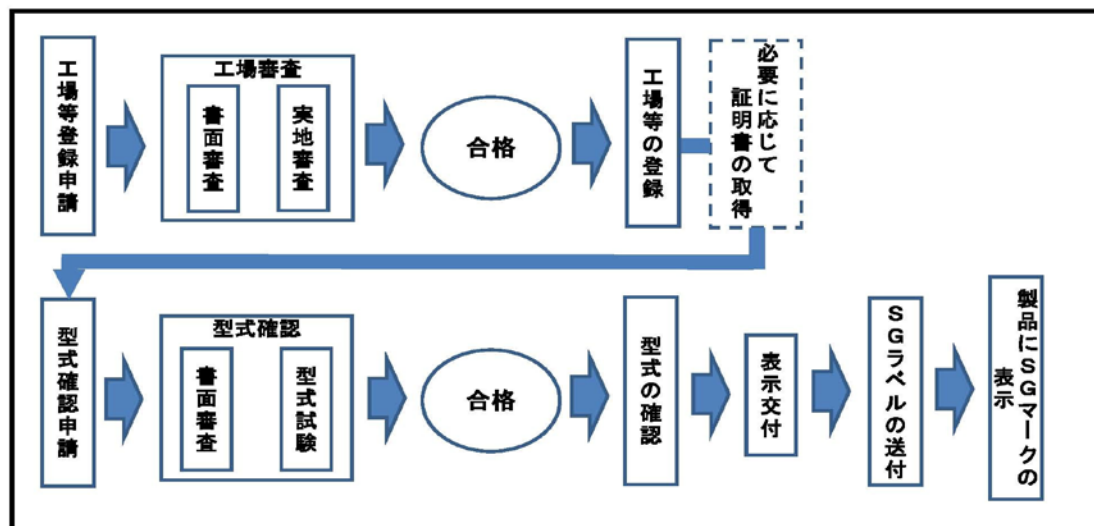 工場等登録申請
工場審査
書面審査
実地審査
合格
工場等の登録
必要に応じて
証明書の取得
型式確認申請
型式確認
書面審査
型式試験
合格
型式の確認
表示交付
SGラベルの送付
製品にSGマークの
表示